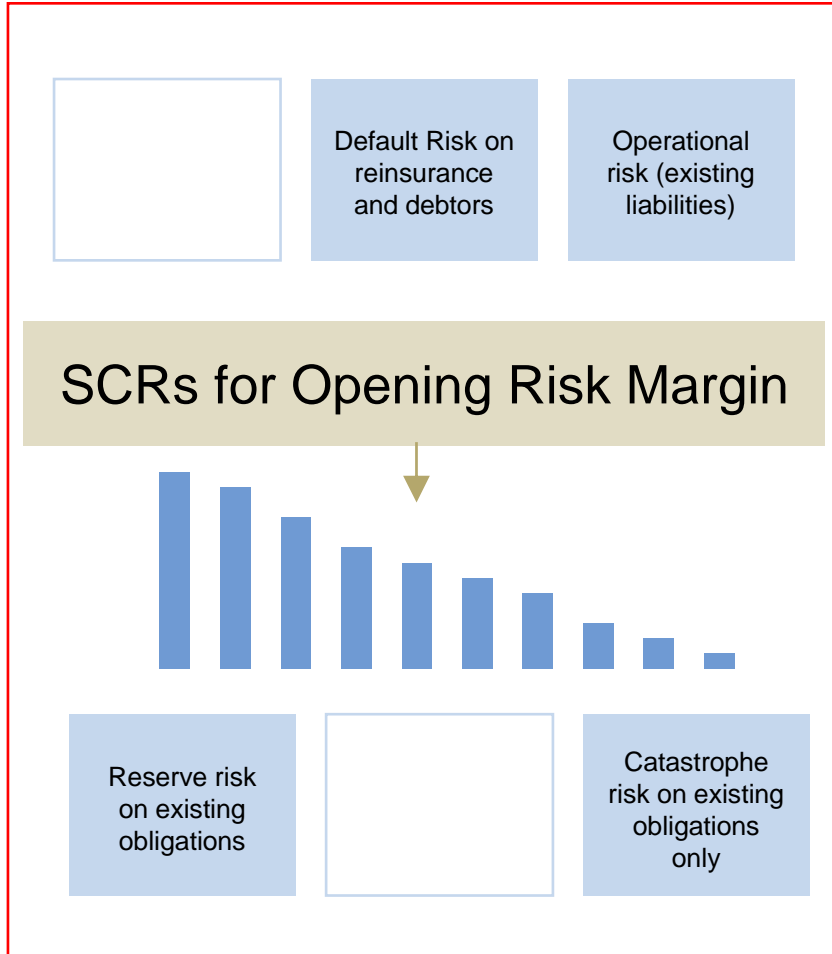 Default Risk on
reinsurance
and debtors
Operational
risk (existing
liabilities)
SCRs for Opening Risk Margin
Reserve risk
on existing
obligations
Catastrophe
risk on existing
obligations
only